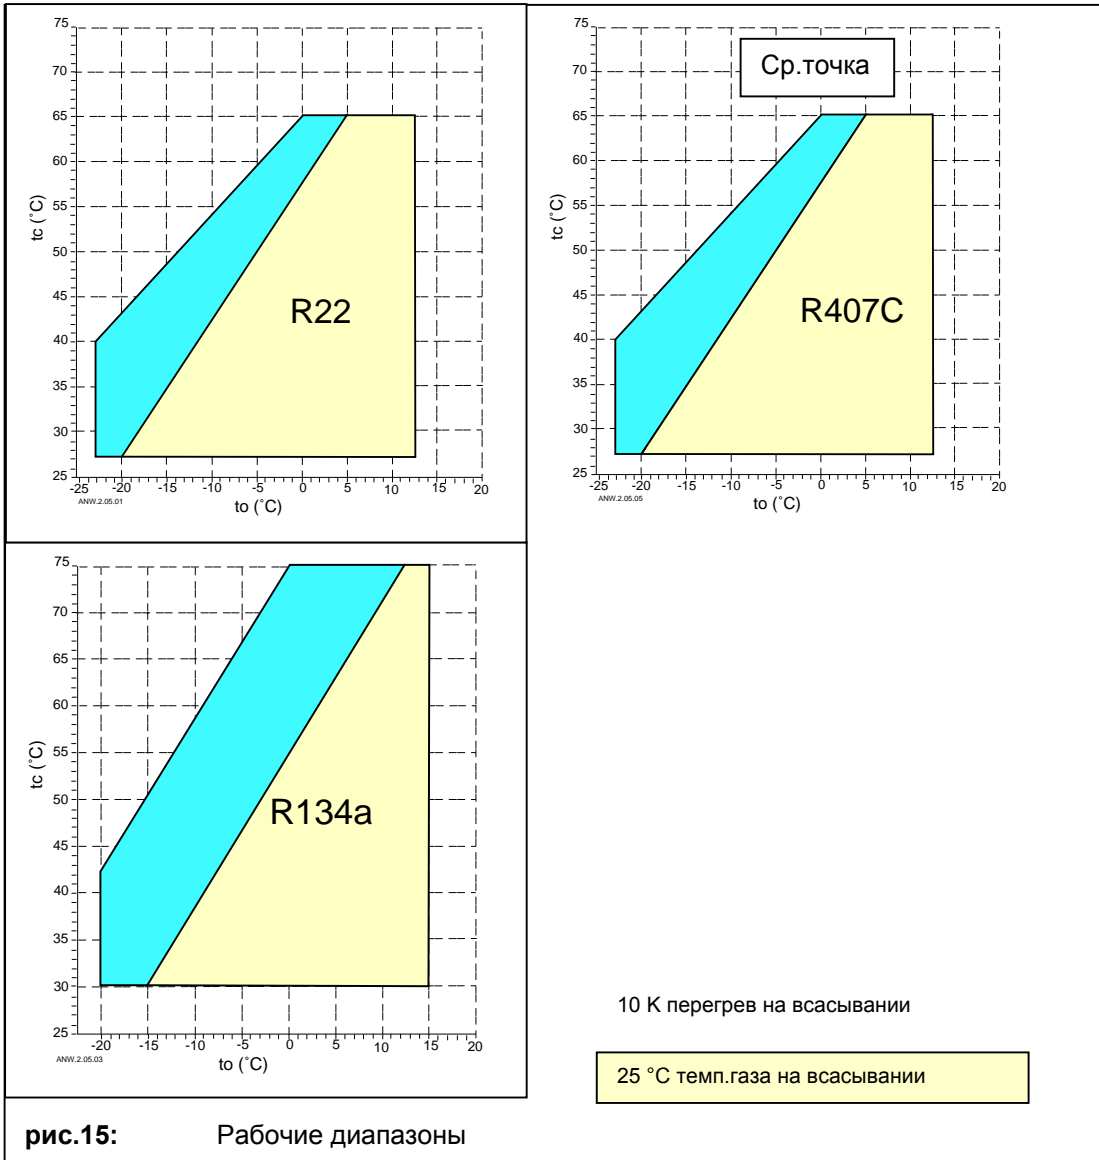 75
70
65
60
55
50
45
40
35
30
25
tc (°C)
-25 -20 -15 -10 -5 0 5 10 15 20
to (°C)
ANW.2.05.01
R22
75
70
65
60
55
50
45
40
35
30
25
tc (°C)
-25 -20 -15 -10 -5 0 5 10 15 20
to (°C)
ANW.2.05.05
Ср.точка
R407C
75
70
65
60
55
50
45
40
35
30
25
tc (°C)
-20 -15 -10 -5 0 5 10 15 20
to (°C)
ANW.2.05.03
R134a
10 К перегрев на всасывании
25 °C темп.газа на всасывании
рис.15: Рабочие диапазоны